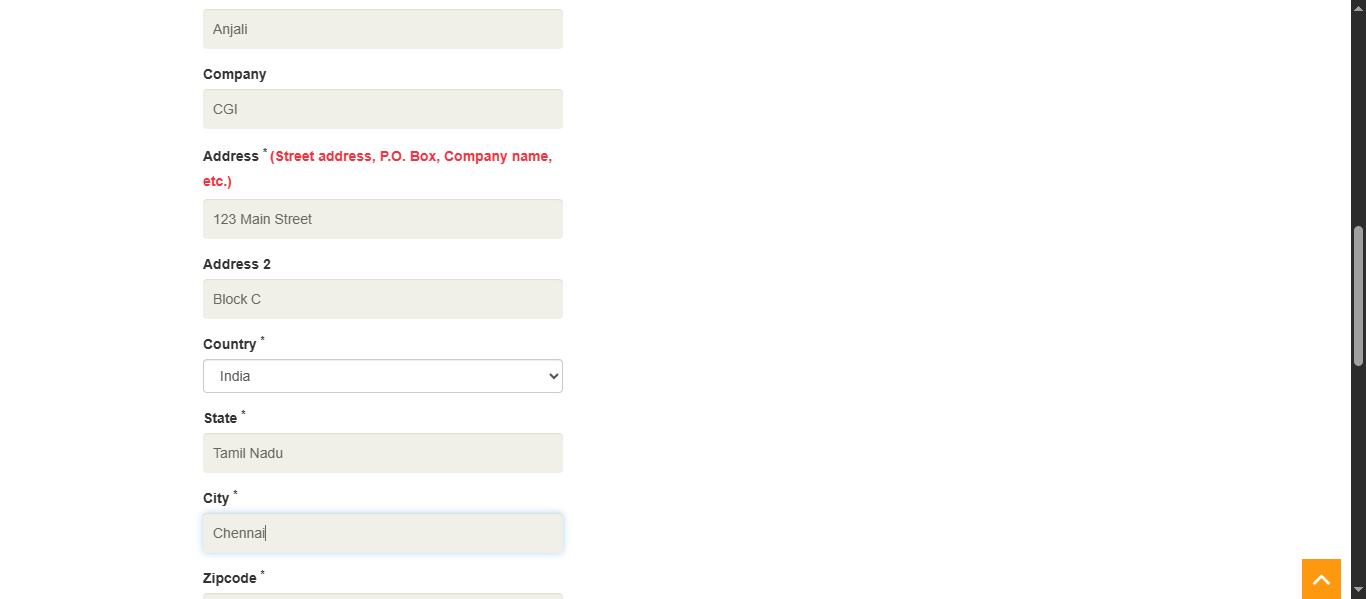 Anjali
Company
CGI
Address * (Street address, P.O. Box, Company name,
etc.)
123 Main Street
Address 2
Block C
Country *
India
State *
Tamil Nadu
City *
Chennai
Zipcode *